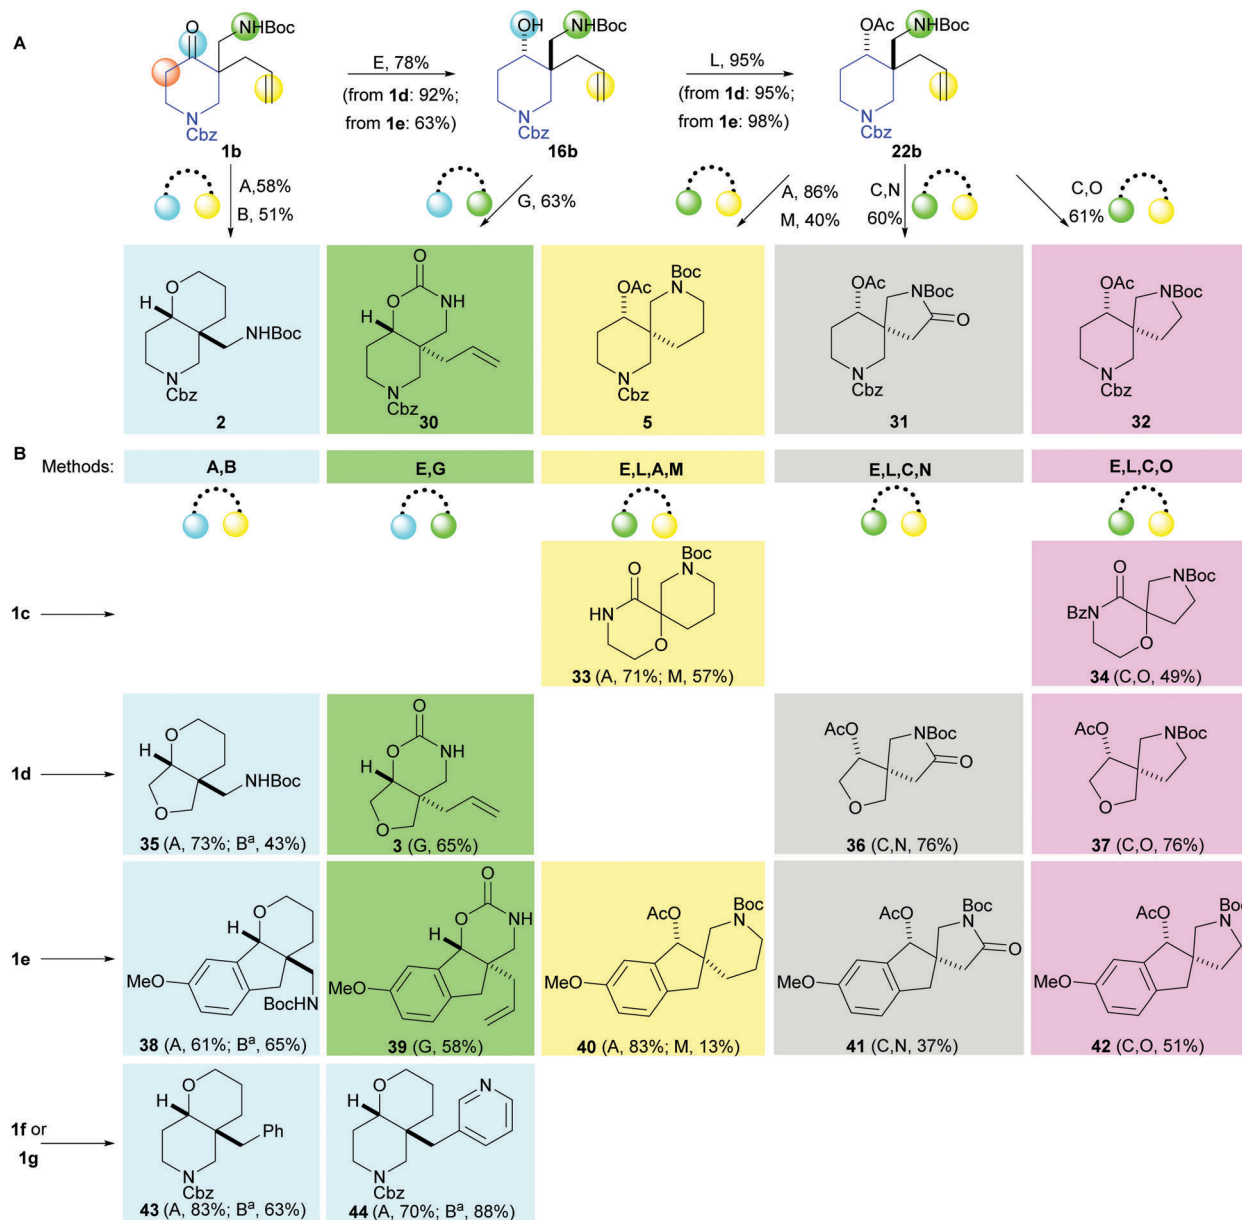 A
O
NHBoc
N
Cbz
1b
E, 78%
(from 1d: 92%;
from 1e: 63%)
OH
NHBoc
N
Cbz
16b
L, 95%
(from 1d: 95%;
from 1e: 98%)
OAc
NHBoc
N
Cbz
22b
A,58%
B, 51%
G, 63%
A, 86%
M, 40%
C,N
60%
C,O
61%
O
H
NHBoc
N
Cbz
2
O
O
NH
H
N
Cbz
30
Boc
OAc
N
N
Cbz
5
OAc
NBoc
O
N
Cbz
31
OAc
NBoc
N
Cbz
32
B
Methods:
A,B
E,G
E,L,A,M
E,L,C,N
E,L,C,O
1c
Boc
O
N
HN
O
33 (A, 71%; M, 57%)
O
NBoc
BzN
O
34 (C,O, 49%)
1d
O
H
NHBoc
O
35 (A, 73%; Bª, 43%)
O
O
NH
H
O
3 (G, 65%)
AcO
NBoc
O
O
36 (C,N, 76%)
AcO
NBoc
O
37 (C,O, 76%)
1e
O
H
MeO
BocHN
38 (A, 61%; Bª, 65%)
O
O
NH
H
MeO
39 (G, 58%)
Boc
AcO
N
MeO
40 (A, 83%; M, 13%)
Boc
AcO
N
O
MeO
41 (C,N, 37%)
Boc
AcO
N
MeO
42 (C,O, 51%)
1f or
1g
O
H
Ph
N
Cbz
43 (A, 83%; Bª, 63%)
O
N
H
N
Cbz
44 (A, 70%; Bª, 88%)